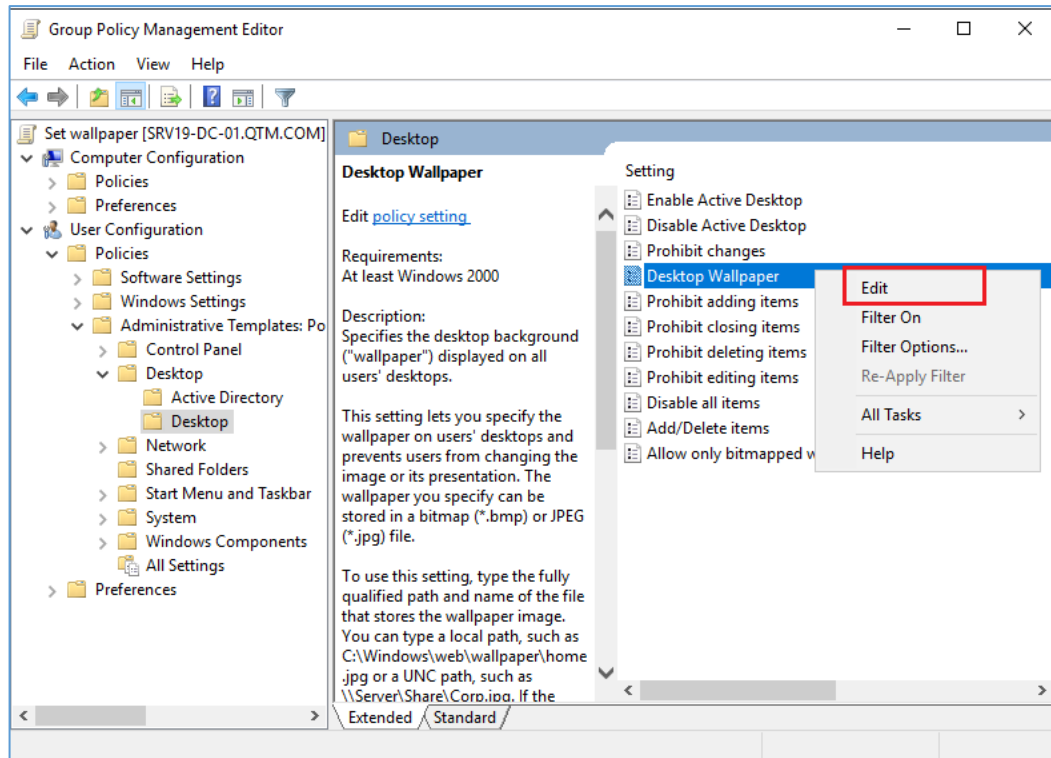 Group Policy Management Editor
File Action View Help
Set wallpaper [SRV19-DC-01.QTM.COM]
Computer Configuration
Policies
Preferences
User Configuration
Policies
Software Settings
Windows Settings
Administrative Templates: Po
Control Panel
Desktop
Active Directory
Desktop
Network
Shared Folders
Start Menu and Taskbar
System
Windows Components
All Settings
Preferences
Desktop
Desktop Wallpaper
Edit policy setting
Requirements:
At least Windows 2000
Description:
Specifies the desktop background
("wallpaper") displayed on all
users' desktops.
This setting lets you specify the
wallpaper on users' desktops and
prevents users from changing the
image or its presentation. The
wallpaper you specify can be
stored in a bitmap (*.bmp) or JPEG
(*.jpg) file.
To use this setting, type the fully
qualified path and name of the file
that stores the wallpaper image.
You can type a local path, such as
C:\Windows\web\wallpaper\home
.jpg or a UNC path, such as
\\Server\Share\Corp.jpg. If the
Setting
Enable Active Desktop
Disable Active Desktop
Prohibit changes
Desktop Wallpaper
Prohibit adding items
Prohibit closing items
Prohibit deleting items
Prohibit editing items
Disable all items
Add/Delete items
Allow only bitmapped w
Edit
Filter On
Filter Options...
Re-Apply Filter
All Tasks
Help
Extended Standard